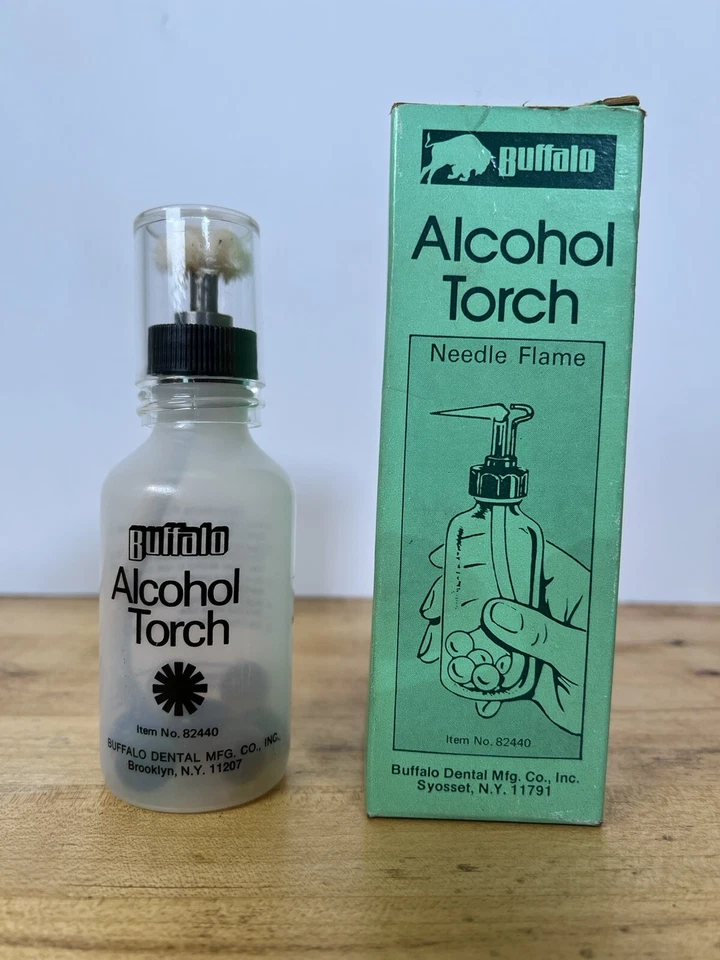 Buffalo
Alcohol
Torch
Item No. 82440
BUFFALO DENTAL MFG. CO., INC.
Brooklyn, N.Y. 11207
Buffalo
Alcohol
Torch
Needle Flame
Item No. 82440
Buffalo Dental Mfg. Co., Inc.
Syosset, N.Y. 11791